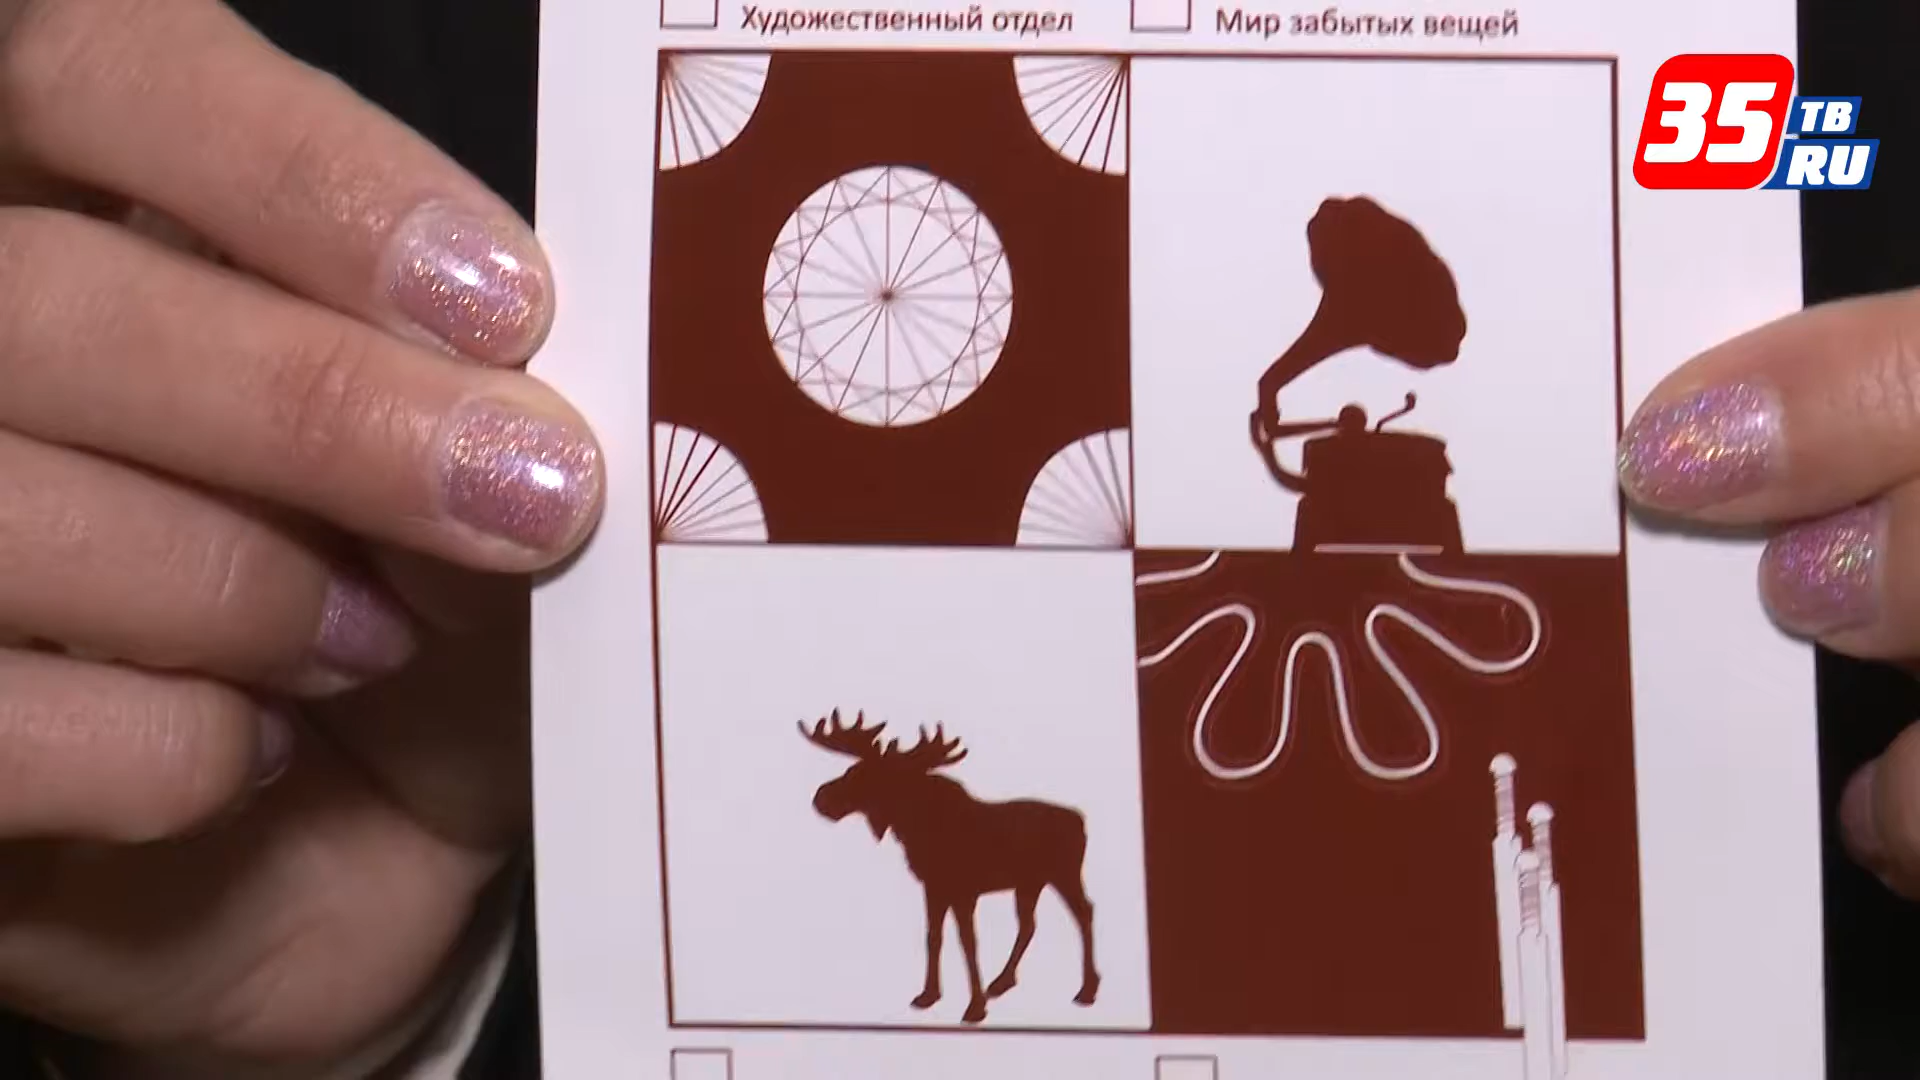 Художественный отдел
Мир забытых вещей
35
ТВ
RU